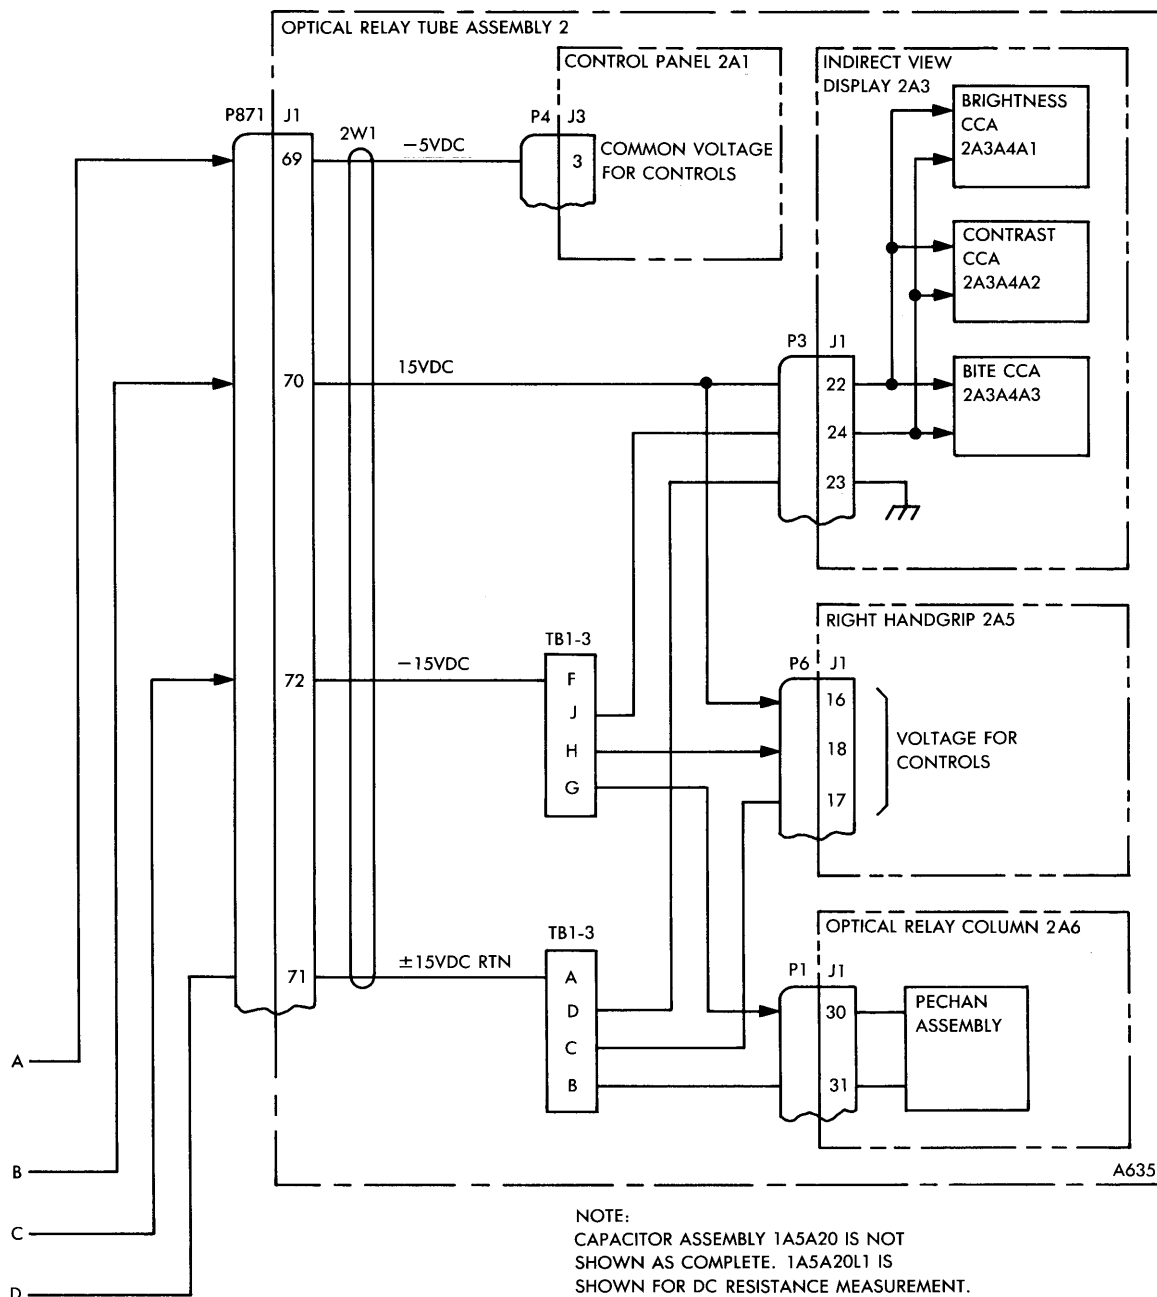 OPTICAL RELAY TUBE ASSEMBLY 2
CONTROL PANEL 2A1
INDIRECT VIEW
DISPLAY 2A3
P871 J1
2W1
69
−5VDC
P4 J3
3
COMMON VOLTAGE
FOR CONTROLS
BRIGHTNESS
CCA
2A3A4A1
CONTRAST
CCA
2A3A4A2
BITE CCA
2A3A4A3
70
15VDC
P3 J1
22
24
23
RIGHT HANDGRIP 2A5
P6 J1
16
18
17
VOLTAGE FOR
CONTROLS
72
−15VDC
TB1-3
F
J
H
G
71
±15VDC RTN
TB1-3
A
D
C
B
OPTICAL RELAY COLUMN 2A6
P1 J1
30
31
PECHAN
ASSEMBLY
A
B
C
D
A635
NOTE:
CAPACITOR ASSEMBLY 1A5A20 IS NOT
SHOWN AS COMPLETE. 1A5A20L1 IS
SHOWN FOR DC RESISTANCE MEASUREMENT.